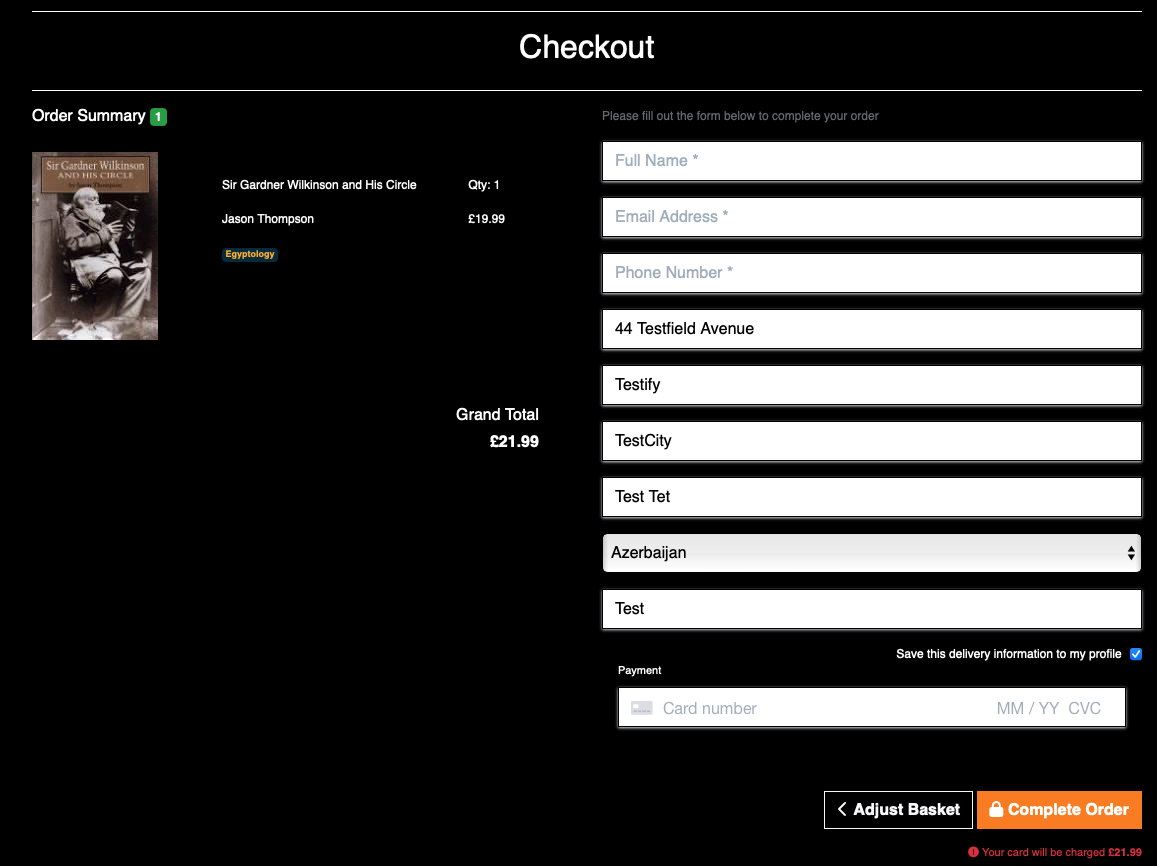 Checkout
Order Summary 1
Sir Gardner Wilkinson
AND HIS CIRCLE
by Jason Thompson
Sir Gardner Wilkinson and His Circle
Qty: 1
Jason Thompson
£19.99
Egyptology
Grand Total
£21.99
Please fill out the form below to complete your order
Full Name *
Email Address *
Phone Number *
44 Testfield Avenue
Testify
TestCity
Test Tet
Azerbaijan
Test
Save this delivery information to my profile
Payment
Card number MM / YY CVC
Adjust Basket
Complete Order
Your card will be charged £21.99